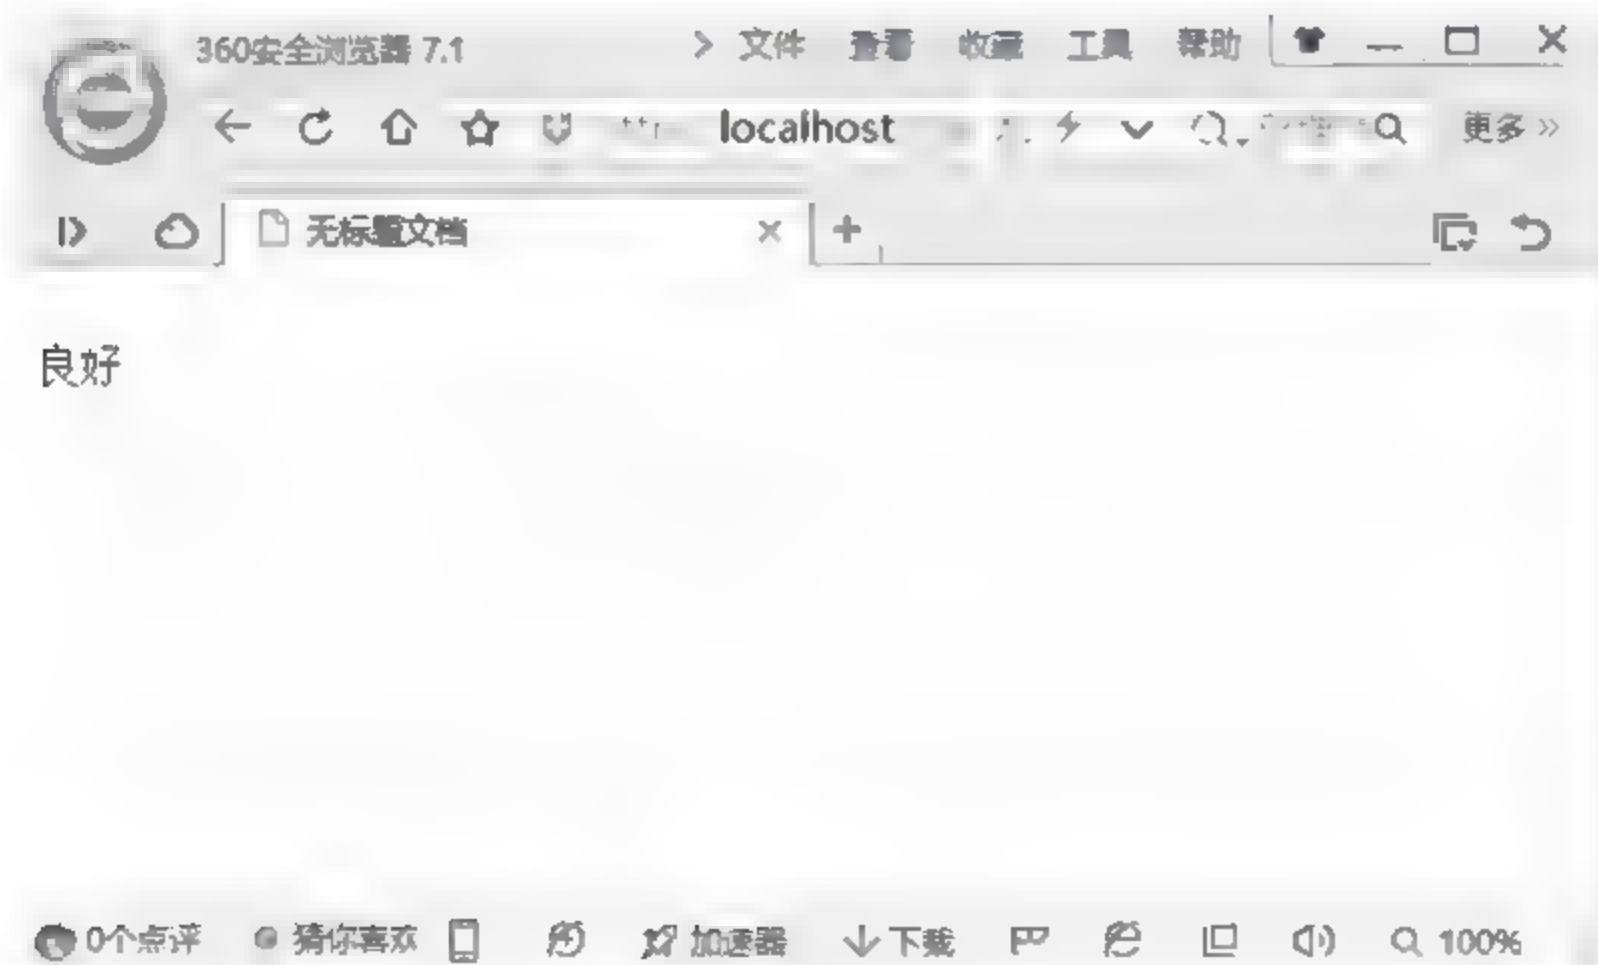 360安全浏览器 7.1 文件 查看 收藏 工具 帮助
localhost 更多
无标题文档
良好
0个点评 猜你喜欢 加速器 下载 100%